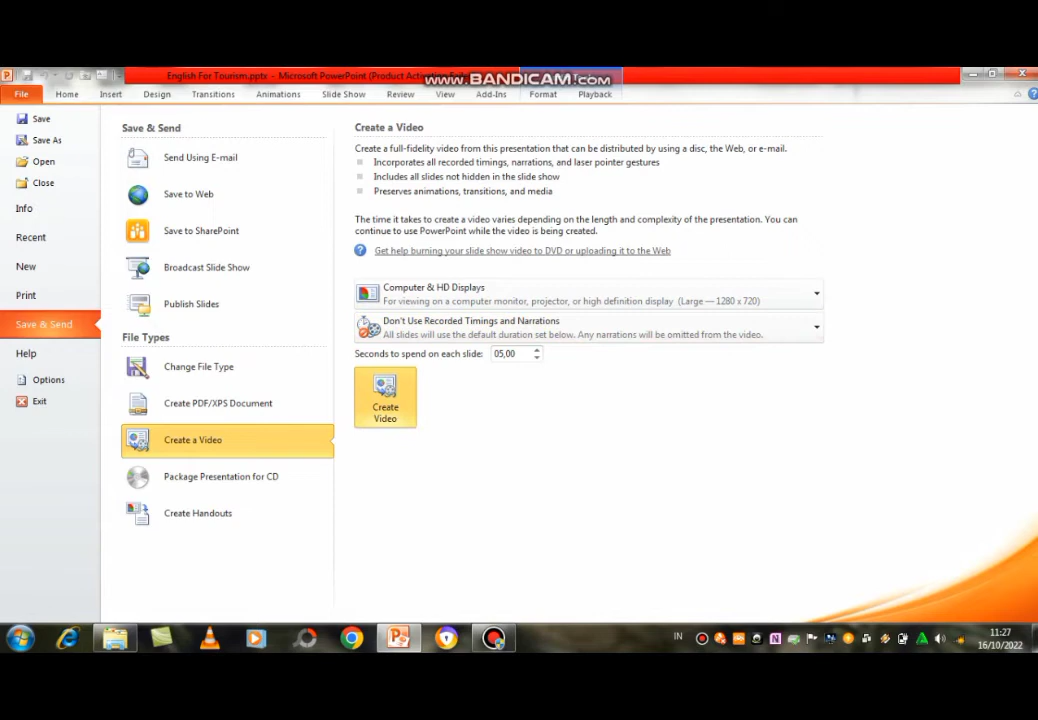 English For Tourism.pptx - Microsoft PowerPoint (Product
www.BANDICAM.com
File Home Insert Design Transitions Animations Slide Show Review View Add-Ins Format Playback
Save
Save As
Open
Close
Info
Recent
New
Print
Save & Send
Help
Options
Exit
Save & Send
Send Using E-mail
Save to Web
Save to SharePoint
Broadcast Slide Show
Publish Slides
File Types
Change File Type
Create PDF/XPS Document
Create a Video
Package Presentation for CD
Create Handouts
Create a Video
Create a full-fidelity video from this presentation that can be distributed by using a disc, the Web, or e-mail.
Incorporates all recorded timings, narrations, and laser pointer gestures
Includes all slides not hidden in the slide show
Preserves animations, transitions, and media
The time it takes to create a video varies depending on the length and complexity of the presentation. You can
continue to use PowerPoint while the video is being created.
Get help burning your slide show video to DVD or uploading it to the Web
Computer & HD Displays
For viewing on a computer monitor, projector, or high definition display (Large — 1280 x 720)
Don't Use Recorded Timings and Narrations
All slides will use the default duration set below. Any narrations will be omitted from the video.
Seconds to spend on each slide: 05,00
Create
Video
IN
11:27
16/10/2022